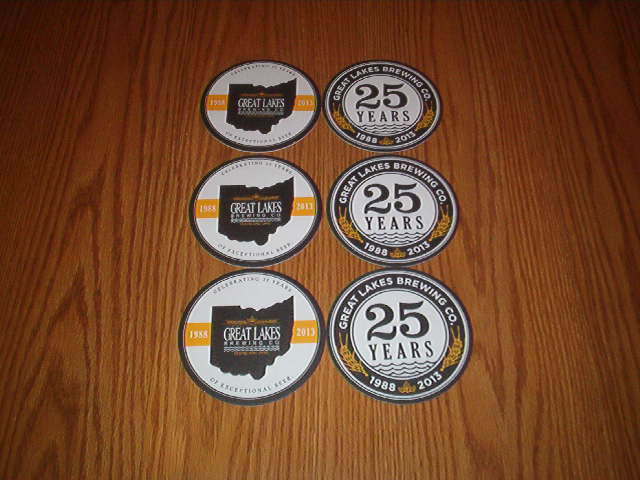 CELEBRATING 25 YEARS
1988 GREAT LAKES 2013
BREWING CO
OF EXCEPTIONAL BEER
GREAT LAKES BREWING CO.
25
YEARS
1988 2013
CELEBRATING 25 YEARS
1988 GREAT LAKES 2013
BREWING CO
OF EXCEPTIONAL BEER
GREAT LAKES BREWING CO.
25
YEARS
1988 2013
CELEBRATING 25 YEARS
1988 GREAT LAKES 2013
BREWING CO
OF EXCEPTIONAL BEER
GREAT LAKES BREWING CO.
25
YEARS
1988 2013